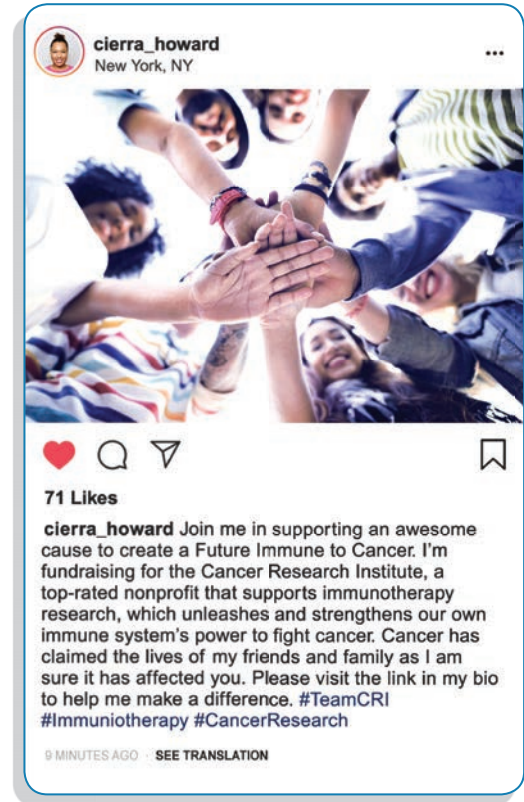 cierra_howard
New York, NY
71 Likes
cierra_howard Join me in supporting an awesome
cause to create a Future Immune to Cancer. I'm
fundraising for the Cancer Research Institute, a
top-rated nonprofit that supports immunotherapy
research, which unleashes and strengthens our own
immune system's power to fight cancer. Cancer has
claimed the lives of my friends and family as I am
sure it has affected you. Please visit the link in my bio
to help me make a difference. #TeamCRI
#Immuniotherapy #CancerResearch
9 MINUTES AGO · SEE TRANSLATION